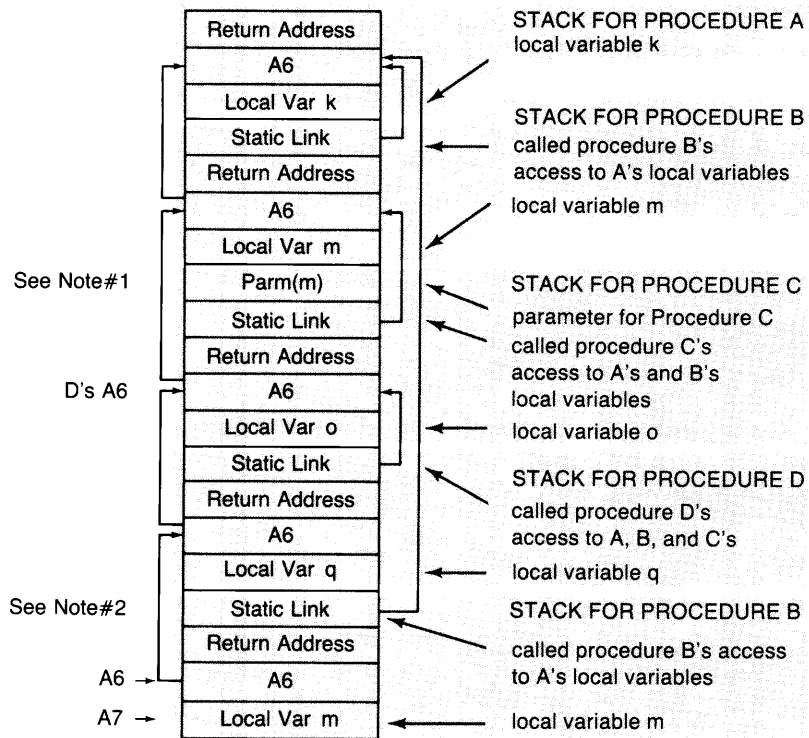 Return Address
A6
Local Var k
Static Link
Return Address
A6
Local Var m
Parm(m)
Static Link
Return Address
A6
Local Var o
Static Link
Return Address
A6
Local Var q
Static Link
Return Address
A6
Local Var m
See Note#1
D's A6
See Note#2
A6
A7
STACK FOR PROCEDURE A
local variable k
STACK FOR PROCEDURE B
called procedure B's
access to A's local variables
local variable m
STACK FOR PROCEDURE C
parameter for Procedure C
called procedure C's
access to A's and B's
local variables
local variable o
STACK FOR PROCEDURE D
called procedure D's
access to A, B, and C's
local variable q
STACK FOR PROCEDURE B
called procedure B's access
to A's local variables
local variable m